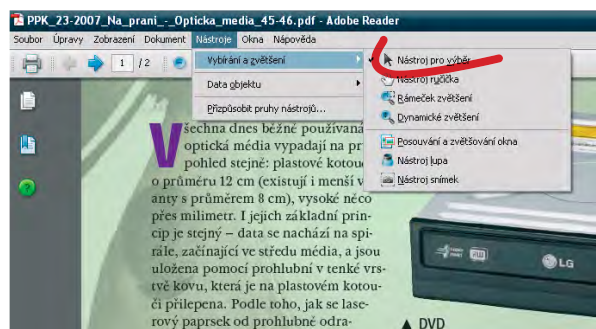 PPK_23-2007_Na_prani_-_Opticka_media_45-46.pdf - Adobe Reader
Soubor Úpravy Zobrazení Dokument Nástroje Okna Nápověda
1 / 2
Vybírání a zvětšení
Data objektu
Přizpůsobit pruhy nástrojů...
Nástroj pro výběr
Nástroj ručička
Rámeček zvětšení
Dynamické zvětšení
Posouvání a zvětšování okna
Nástroj lupa
Nástroj snímek
Všechna dnes běžně používaná
optická média vypadají na pr
pohled stejně: plastové kotouč
o průměru 12 cm (existují i menší v
anty s průměrem 8 cm), vysoké něco
přes milimetr. I jejich základní prin-
cip je stejný – data se nachází na spi-
rále, začínající ve středu média, a jsou
uložena pomocí prohlubní v tenké vrs-
tvě kovu, která je na plastovém kotou-
či přilepena. Podle toho, jak se lase-
rový paprsek od prohlubně odra-
LG
▲ DVD